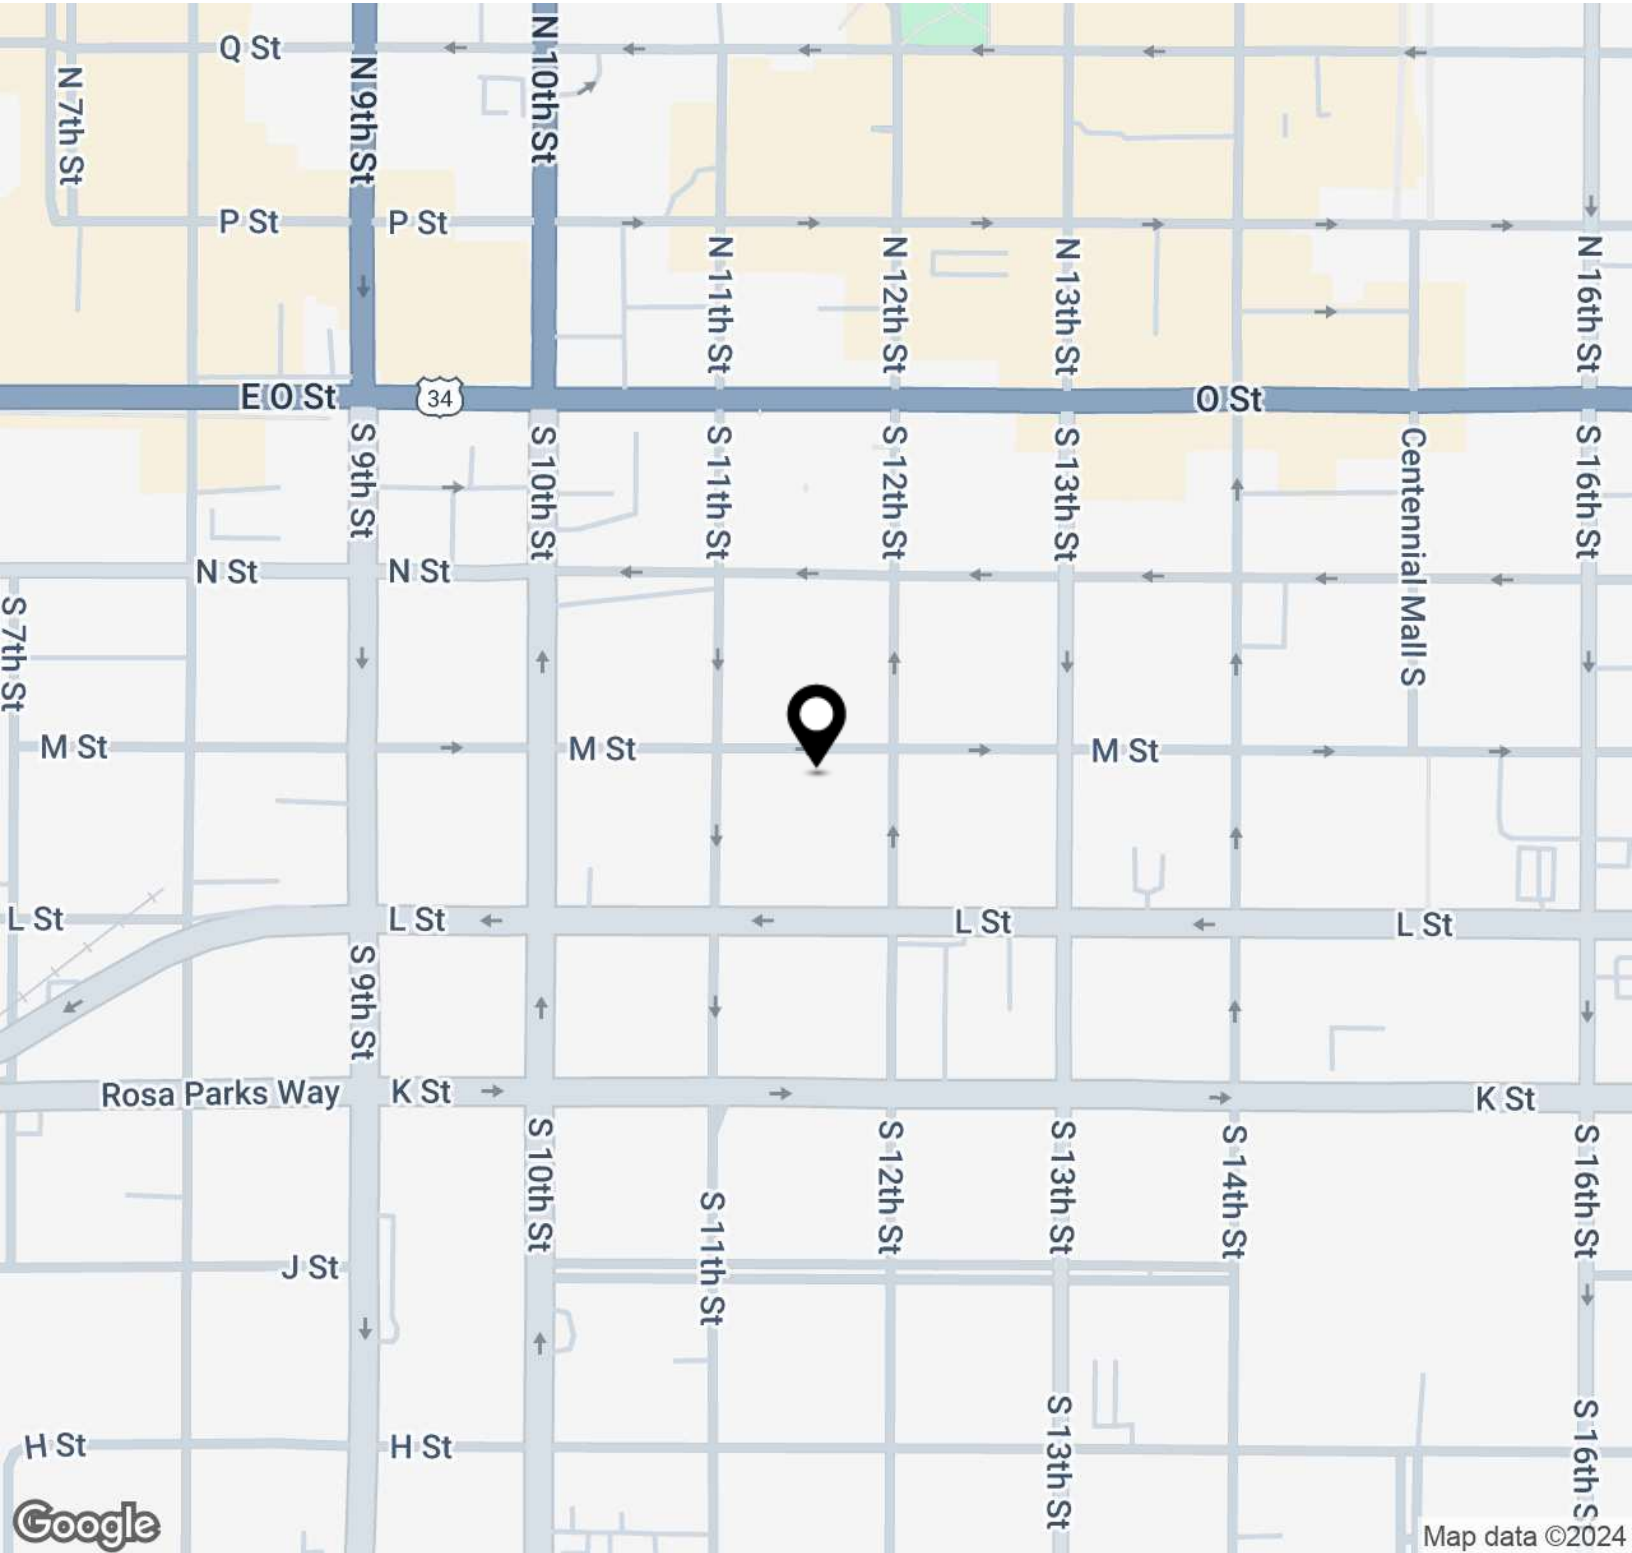 Q St
N 7th St
N 9th St
N 10th St
P St
P St
N 11th St
N 12th St
N 13th St
N 16th St
E O St
34
O St
S 9th St
S 10th St
S 11th St
S 12th St
S 13th St
Centennial Mall S
S 16th St
N St
N St
S 7th St
M St
M St
M St
L St
L St
L St
L St
S 9th St
Rosa Parks Way
K St
K St
S 10th St
S 11th St
S 12th St
S 13th St
S 14th St
S 16th St
J St
H St
H St
S 13th St
S 16th S
Google
Map data ©2024